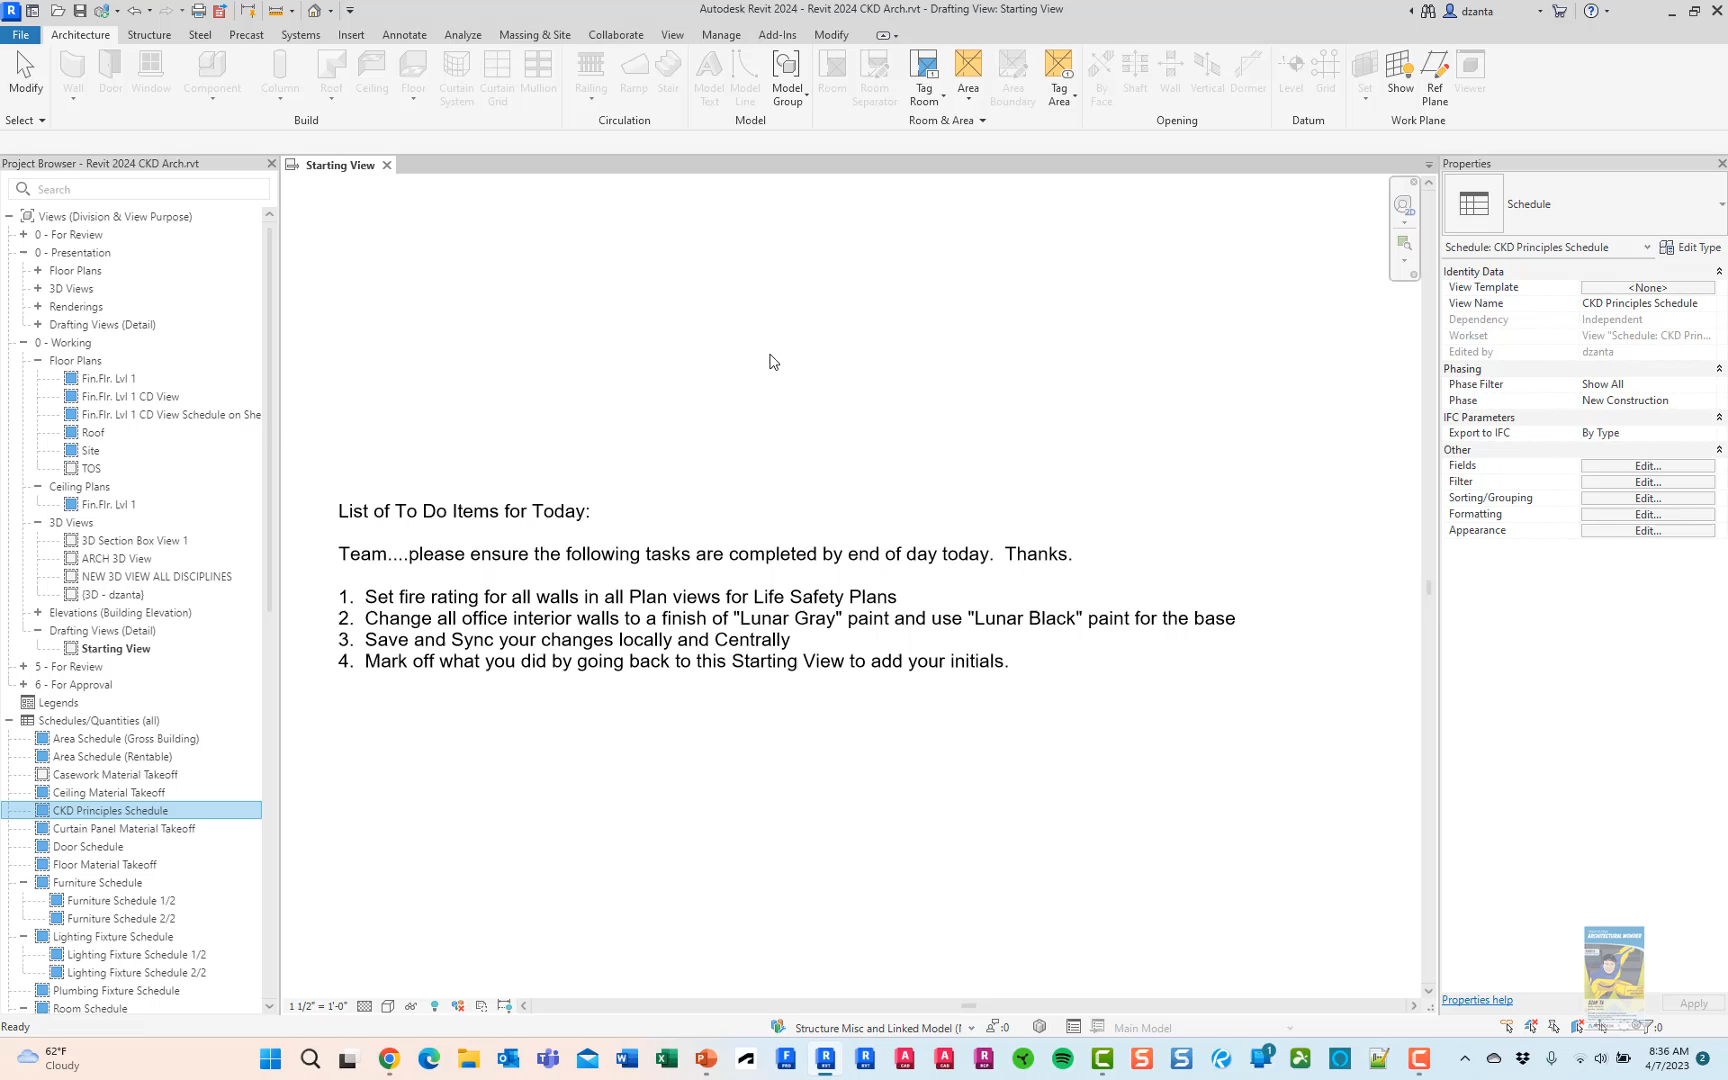 Autodesk Revit 2024 - Revit 2024 CKD Arch.rvt - Drafting View: Starting View
dzanta
File Architecture Structure Steel Precast Systems Insert Annotate Analyze Massing & Site Collaborate View Manage Add-Ins Modify
Modify Wall Door Window Component Column Roof Ceiling Floor Curtain System Curtain Grid Mullion Railing Ramp Stair Model Text Model Line Model Group Room Room Separator Tag Room Area Area Boundary Tag Area By Face Shaft Wall Vertical Dormer Level Grid Set Show Ref Plane Viewer
Select Build Circulation Model Room & Area Opening Datum Work Plane
Project Browser - Revit 2024 CKD Arch.rvt
Search
Views (Division & View Purpose)
0 - For Review
0 - Presentation
Floor Plans
3D Views
Renderings
Drafting Views (Detail)
0 - Working
Floor Plans
Fin.Flr. Lvl 1
Fin.Flr. Lvl 1 CD View
Fin.Flr. Lvl 1 CD View Schedule on She
Roof
Site
TOS
Ceiling Plans
Fin.Flr. Lvl 1
3D Views
3D Section Box View 1
ARCH 3D View
NEW 3D VIEW ALL DISCIPLINES
{3D - dzanta}
Elevations (Building Elevation)
Drafting Views (Detail)
Starting View
5 - For Review
6 - For Approval
Legends
Schedules/Quantities (all)
Area Schedule (Gross Building)
Area Schedule (Rentable)
Casework Material Takeoff
Ceiling Material Takeoff
CKD Principles Schedule
Curtain Panel Material Takeoff
Door Schedule
Floor Material Takeoff
Furniture Schedule
Furniture Schedule 1/2
Furniture Schedule 2/2
Lighting Fixture Schedule
Lighting Fixture Schedule 1/2
Lighting Fixture Schedule 2/2
Plumbing Fixture Schedule
Room Schedule
Starting View
2D
List of To Do Items for Today:
Team....please ensure the following tasks are completed by end of day today. Thanks.
1. Set fire rating for all walls in all Plan views for Life Safety Plans
2. Change all office interior walls to a finish of "Lunar Gray" paint and use "Lunar Black" paint for the base
3. Save and Sync your changes locally and Centrally
4. Mark off what you did by going back to this Starting View to add your initials.
Properties
Schedule
Schedule: CKD Principles Schedule Edit Type
Identity Data
View Template <None>
View Name CKD Principles Schedule
Dependency Independent
Workset View "Schedule: CKD Prin...
Edited by dzanta
Phasing
Phase Filter Show All
Phase New Construction
IFC Parameters
Export to IFC By Type
Other
Fields Edit...
Filter Edit...
Sorting/Grouping Edit...
Formatting Edit...
Appearance Edit...
ARCHITECTURAL WONDER
Properties help Apply
1 1/2" = 1'-0"
Ready
Structure Misc and Linked Model (N :0 Main Model :0
62°F
Cloudy
8:36 AM
4/7/2023